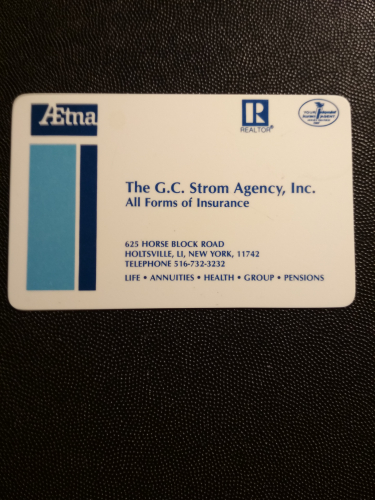 Ætna
R
REALTOR®
The G.C. Strom Agency, Inc.
All Forms of Insurance
625 HORSE BLOCK ROAD
HOLTSVILLE, LI, NEW YORK, 11742
TELEPHONE 516-732-3232
LIFE • ANNUITIES • HEALTH • GROUP • PENSIONS